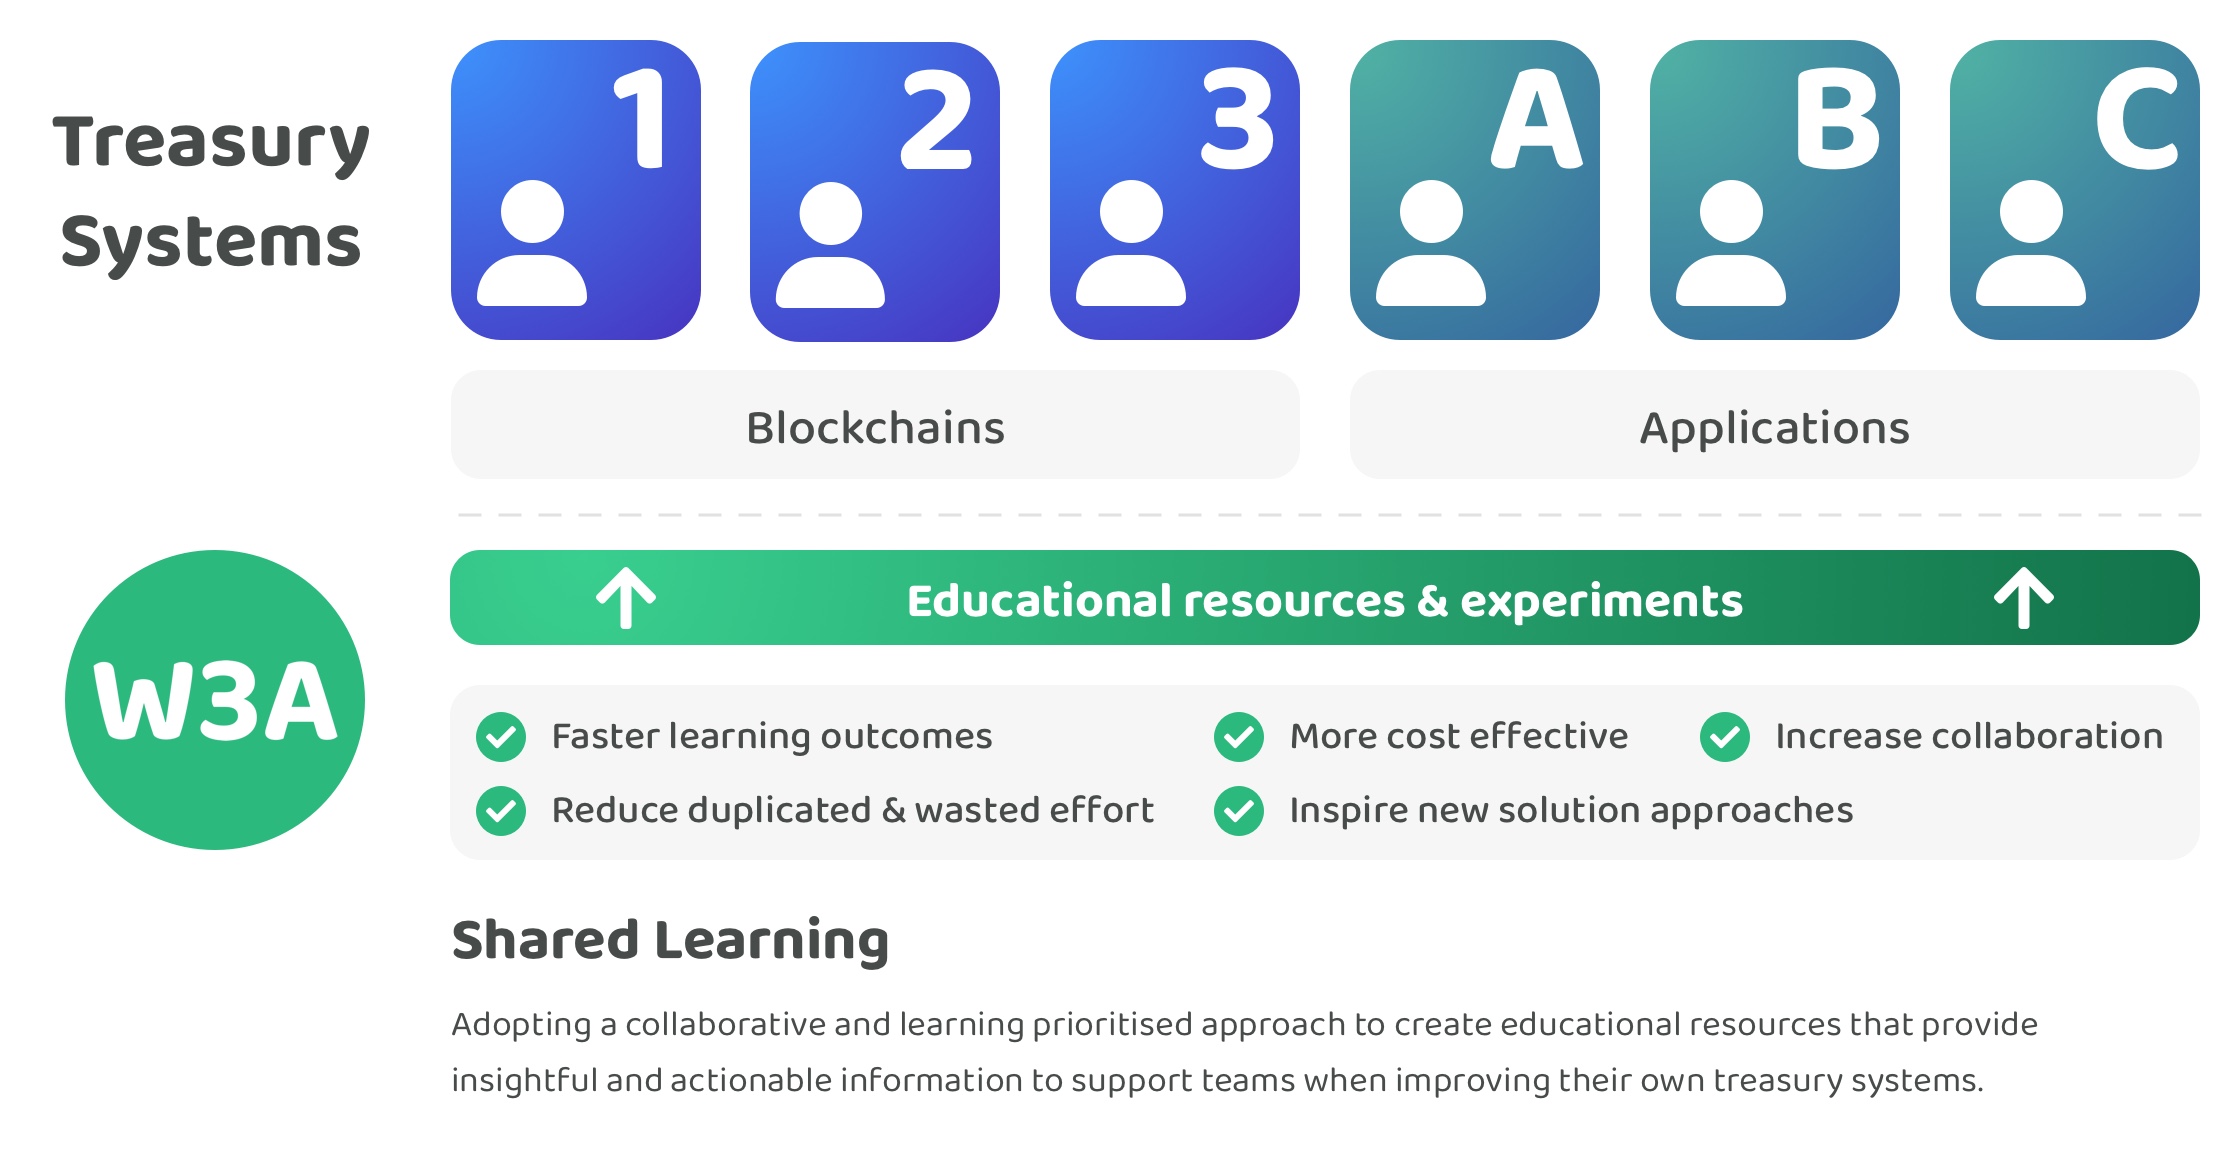 Treasury
Systems
1
2
3
A
B
C
Blockchains
Applications
W3A
Educational resources & experiments
Faster learning outcomes
More cost effective
Increase collaboration
Reduce duplicated & wasted effort
Inspire new solution approaches
Shared Learning
Adopting a collaborative and learning prioritised approach to create educational resources that provide
insightful and actionable information to support teams when improving their own treasury systems.